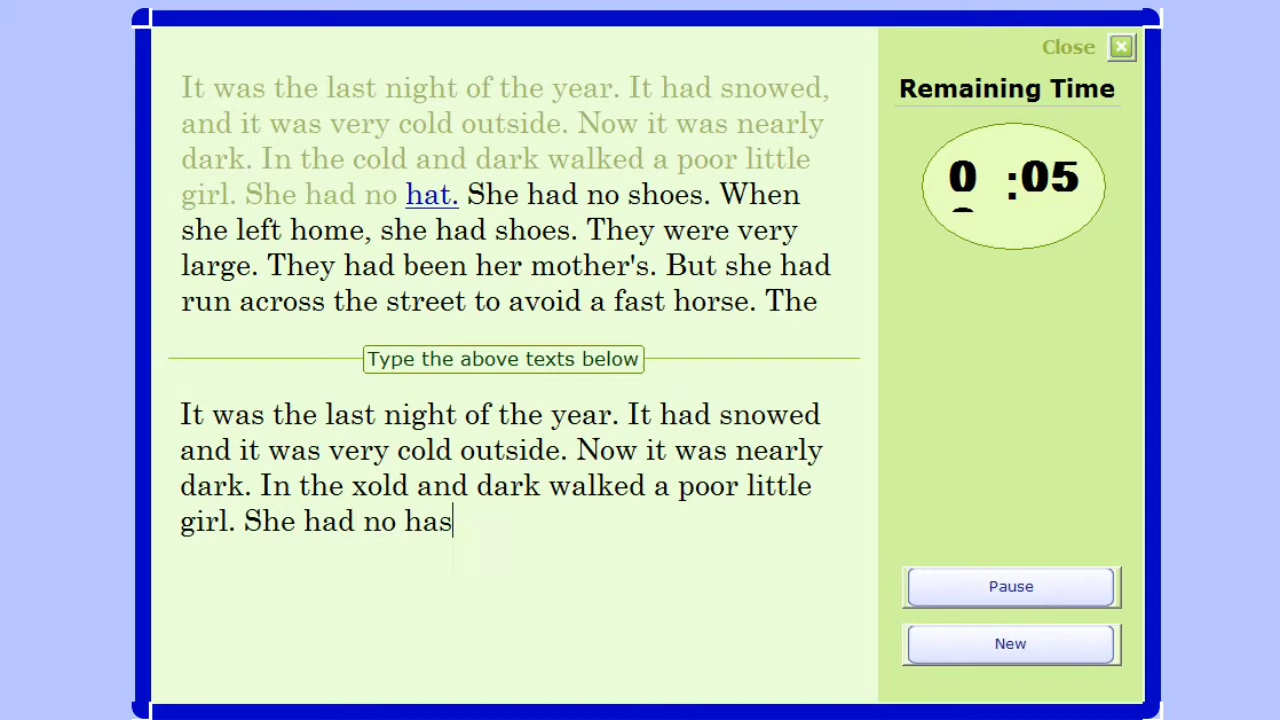 Close
Remaining Time
0 :05
It was the last night of the year. It had snowed,
and it was very cold outside. Now it was nearly
dark. In the cold and dark walked a poor little
girl. She had no hat. She had no shoes. When
she left home, she had shoes. They were very
large. They had been her mother's. But she had
run across the street to avoid a fast horse. The
Type the above texts below
It was the last night of the year. It had snowed
and it was very cold outside. Now it was nearly
dark. In the xold and dark walked a poor little
girl. She had no has
Pause
New